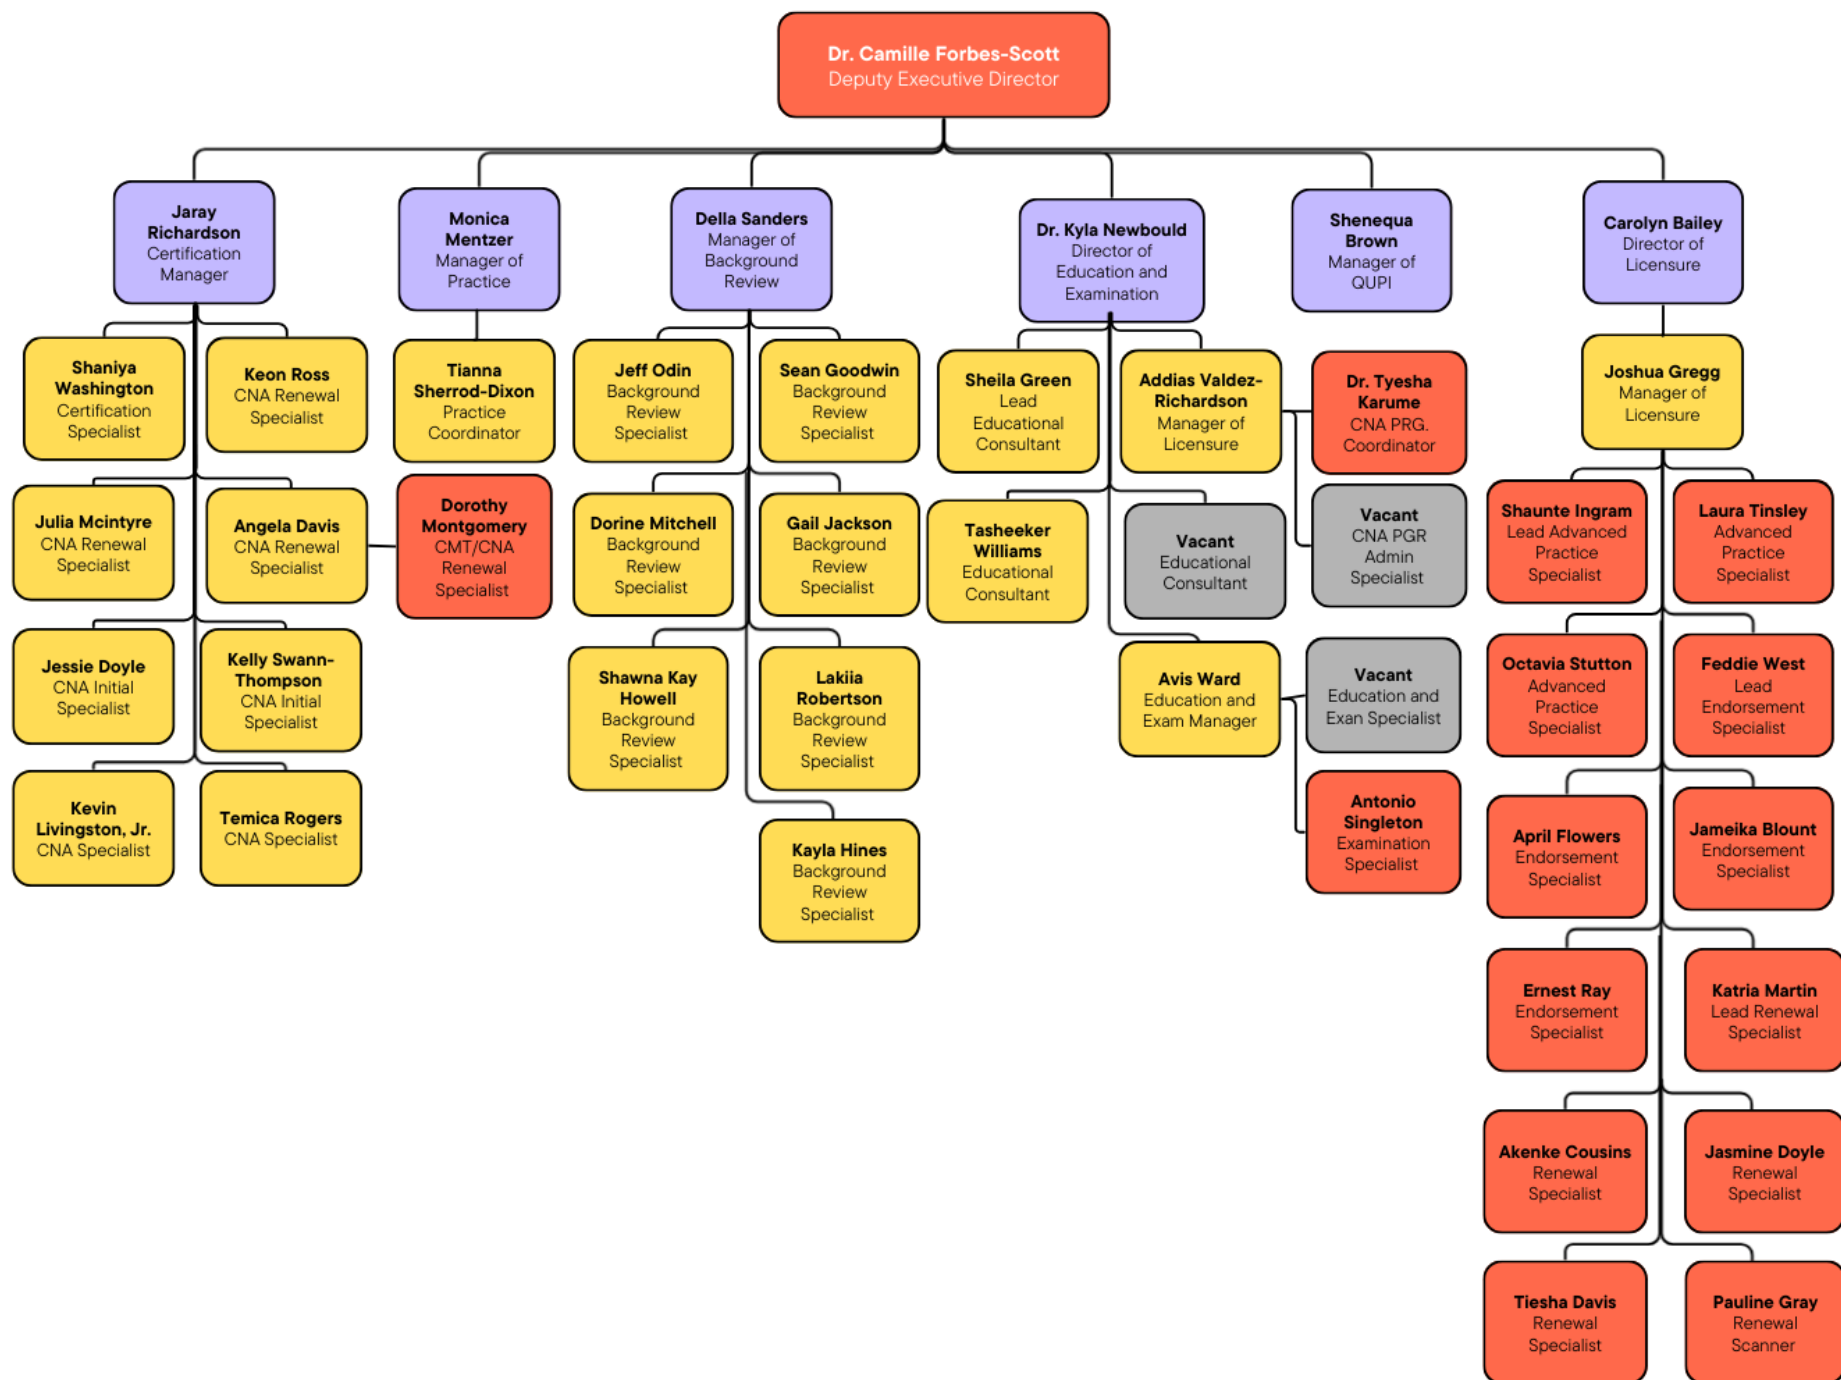 Dr. Camille Forbes-Scott
Deputy Executive Director
Jaray
Richardson
Certification
Manager
Monica
Mentzer
Manager of
Practice
Della Sanders
Manager of
Background
Review
Dr. Kyla Newbould
Director of
Education and
Examination
Shenequa
Brown
Manager of
QUPI
Carolyn Bailey
Director of
Licensure
Shaniya
Washington
Certification
Specialist
Keon Ross
CNA Renewal
Specialist
Julia Mcintyre
CNA Renewal
Specialist
Angela Davis
CNA Renewal
Specialist
Dorothy
Montgomery
CMT/CNA
Renewal
Specialist
Jessie Doyle
CNA Initial
Specialist
Kelly Swann-
Thompson
CNA Initial
Specialist
Kevin
Livingston, Jr.
CNA Specialist
Temica Rogers
CNA Specialist
Tianna
Sherrod-Dixon
Practice
Coordinator
Jeff Odin
Background
Review
Specialist
Sean Goodwin
Background
Review
Specialist
Dorine Mitchell
Background
Review
Specialist
Gail Jackson
Background
Review
Specialist
Shawna Kay
Howell
Background
Review
Specialist
Lakiia
Robertson
Background
Review
Specialist
Kayla Hines
Background
Review
Specialist
Sheila Green
Lead
Educational
Consultant
Addias Valdez-
Richardson
Manager of
Licensure
Dr. Tyesha
Karume
CNA PRG.
Coordinator
Vacant
CNA PGR
Admin
Specialist
Tasheeker
Williams
Educational
Consultant
Vacant
Educational
Consultant
Avis Ward
Education and
Exam Manager
Vacant
Education and
Exan Specialist
Antonio
Singleton
Examination
Specialist
Joshua Gregg
Manager of
Licensure
Shaunte Ingram
Lead Advanced
Practice
Specialist
Laura Tinsley
Advanced
Practice
Specialist
Octavia Stutton
Advanced
Practice
Specialist
Feddie West
Lead
Endorsement
Specialist
April Flowers
Endorsement
Specialist
Jameika Blount
Endorsement
Specialist
Ernest Ray
Endorsement
Specialist
Katria Martin
Lead Renewal
Specialist
Akenke Cousins
Renewal
Specialist
Jasmine Doyle
Renewal
Specialist
Tiesha Davis
Renewal
Specialist
Pauline Gray
Renewal
Scanner